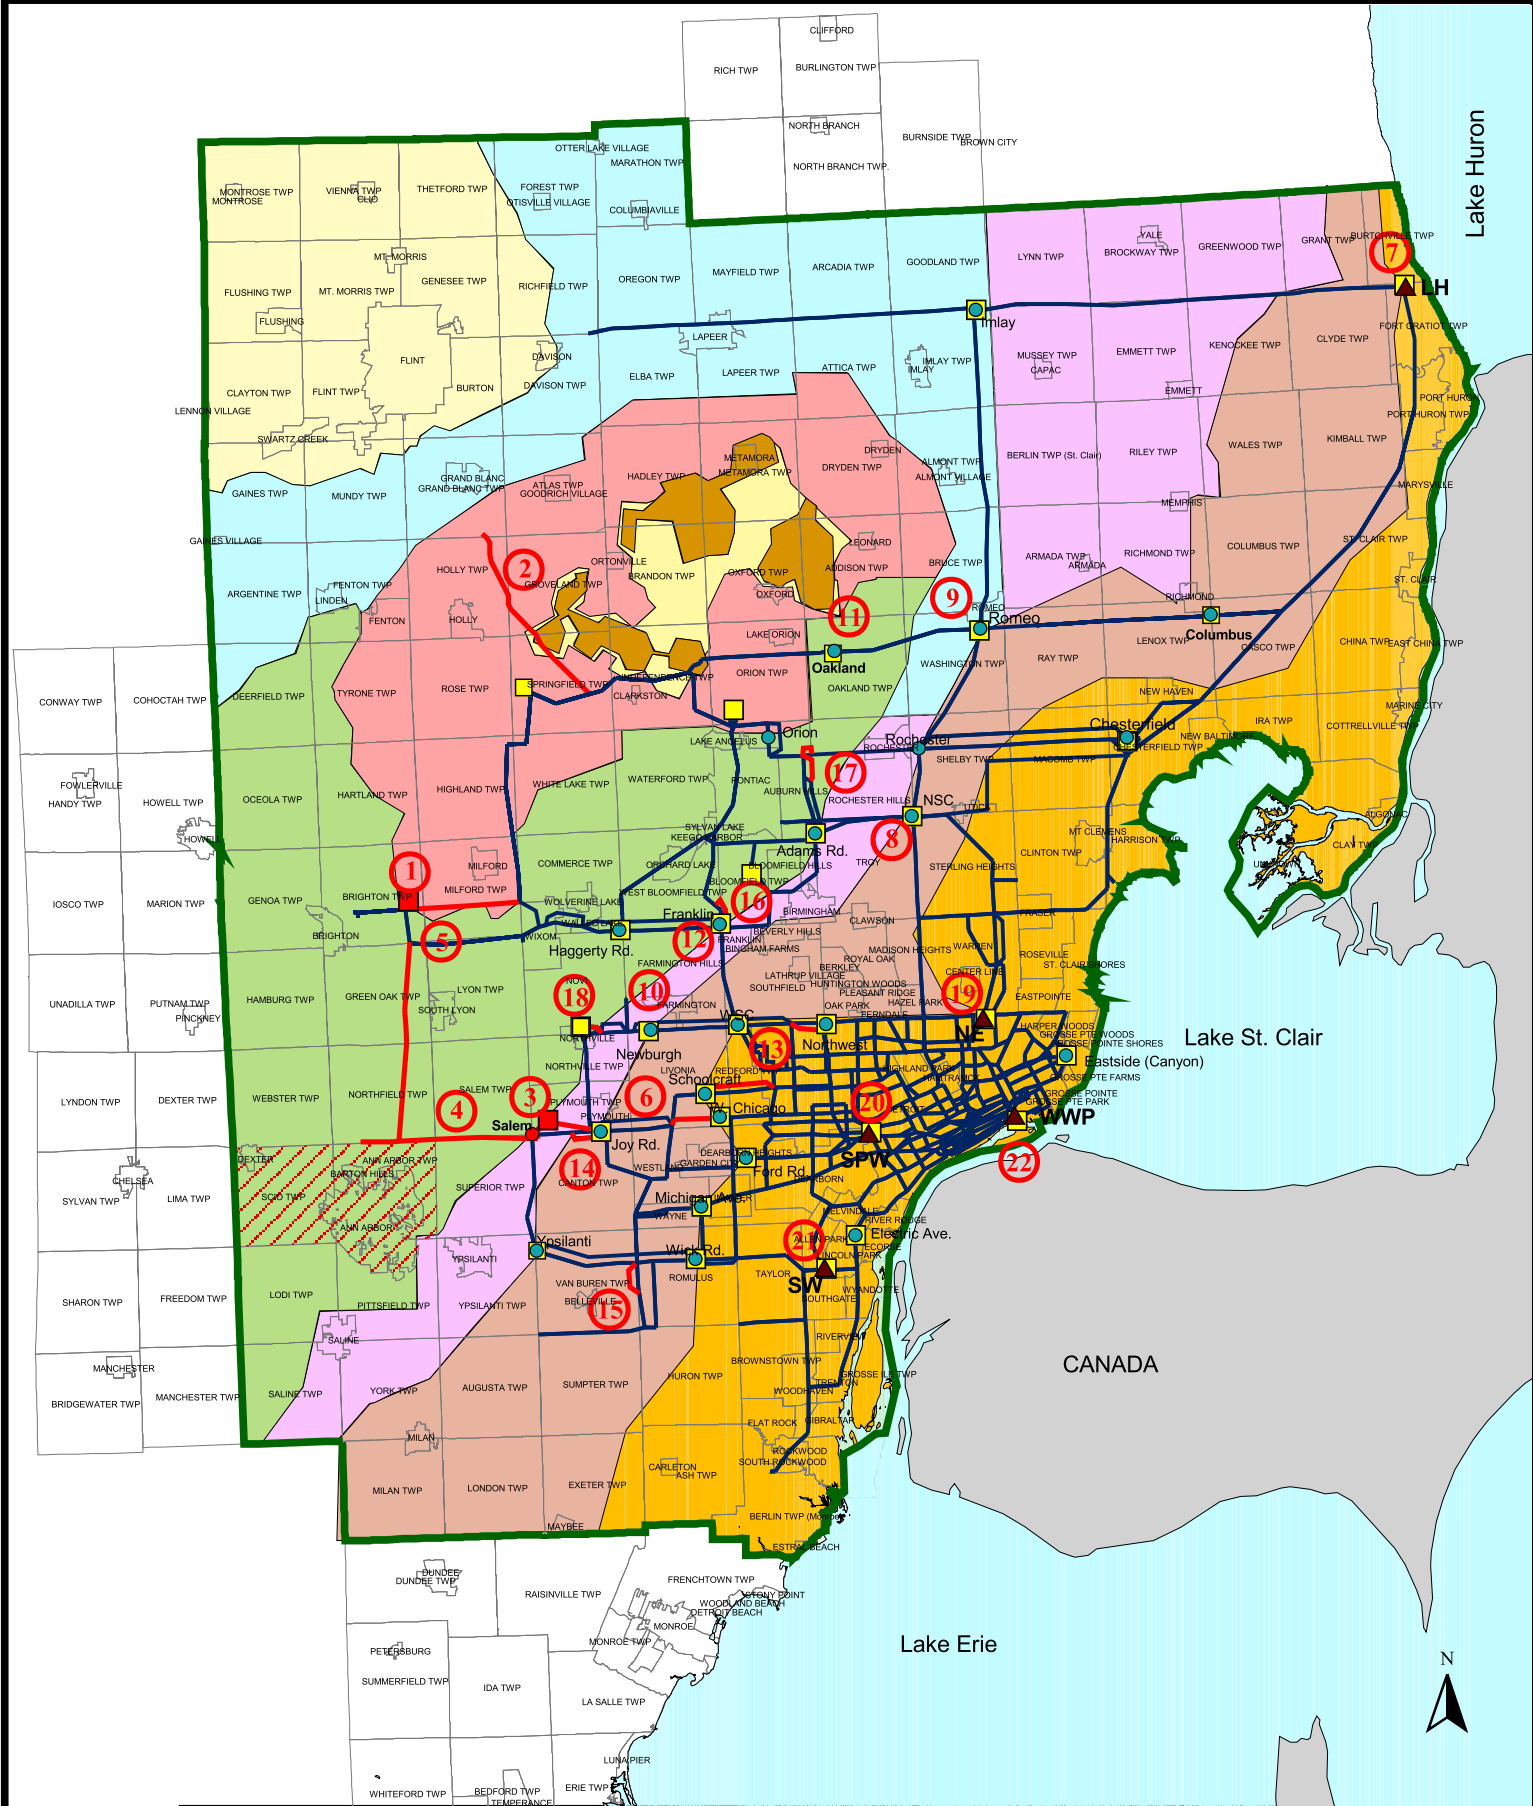 CLIFFORD
RICH TWP
BURLINGTON TWP
NORTH BRANCH
BURNSIDE TWP
BROWN CITY
NORTH BRANCH TWP.
Lake Huron
OTTER LAKE VILLAGE
MARATHON TWP
MONTROSE TWP
MONTROSE
VIENNA TWP
CLIO
THETFORD TWP
FOREST TWP
OTISVILLE VILLAGE
COLUMBIAVILLE
YALE
BROCKWAY TWP
GREENWOOD TWP
GRANT TWP
BURTCHVILLE TWP
7
LYNN TWP
GOODLAND TWP
ARCADIA TWP
MAYFIELD TWP
OREGON TWP
MT. MORRIS
GENESEE TWP
RICHFIELD TWP
FLUSHING TWP
MT. MORRIS TWP
LH
FLUSHING
Imlay
FORT GRATIOT TWP
LAPEER
CLYDE TWP
KENOCKEE TWP
EMMETT TWP
MUSSEY TWP
CAPAC
FLINT
DAVISON
IMLAY TWP
IMLAY
ATTICA TWP
LAPEER TWP
ELBA TWP
DAVISON TWP
BURTON
FLINT TWP
CLAYTON TWP
EMMETT
PORT HURON
LENNON VILLAGE
PORT HURON TWP
SWARTZ CREEK
KIMBALL TWP
WALES TWP
RILEY TWP
BERLIN TWP (St. Clair)
DRYDEN
METAMORA
METAMORA TWP
DRYDEN TWP
ALMONT TWP
ALMONT VILLAGE
HADLEY TWP
ATLAS TWP
GOODRICH VILLAGE
GRAND BLANC
GRAND BLANC TWP
MUNDY TWP
GAINES TWP
MARYSVILLE
MEMPHIS
GAINES VILLAGE
LEONARD
ST. CLAIR TWP
COLUMBUS TWP
RICHMOND TWP
ARMADA TWP
ARMADA
BRUCE TWP
ADDISON TWP
OXFORD TWP
OXFORD
ORTONVILLE
BRANDON TWP
2
GROVELAND TWP
HOLLY TWP
FENTON TWP
LINDEN
ARGENTINE TWP
ST. CLAIR
RICHMOND
9
ROMEO
Romeo
11
FENTON
HOLLY
LAKE ORION
Columbus
LENOX TWP
CASCO TWP
CHINA TWP
EAST CHINA TWP
RAY TWP
WASHINGTON TWP
Oakland
OAKLAND TWP
ORION TWP
INDEPENDENCE TWP
CLARKSTON
SPRINGFIELD TWP
ROSE TWP
TYRONE TWP
DEERFIELD TWP
COHOCTAH TWP
CONWAY TWP
NEW HAVEN
MARINE CITY
IRA TWP
COTTRELLVILLE TWP
NEW BALTIMORE
Chesterfield
CHESTERFIELD TWP
MACOMB TWP
SHELBY TWP
Rochester
ROCHESTER
Orion
LAKE ANGELUS
17
WHITE LAKE TWP
WATERFORD TWP
PONTIAC
AUBURN HILLS
ROCHESTER HILLS
NSC
UTICA
FOWLERVILLE
HANDY TWP
HOWELL TWP
OCEOLA TWP
HARTLAND TWP
HIGHLAND TWP
HOWELL
SYLVAN LAKE
KEEGO HARBOR
8
MT CLEMENS
HARRISON TWP
ALGONAC
CLAY TWP
Adams Rd.
TROY
CLINTON TWP
STERLING HEIGHTS
COMMERCE TWP
ORCHARD LAKE
BLOOMFIELD HILLS
BLOOMFIELD TWP
MILFORD
1
MILFORD TWP
WEST BLOOMFIELD TWP
16
BRIGHTON TWP
GENOA TWP
MARION TWP
IOSCO TWP
WOLVERINE LAKE
WALLED LAKE
Franklin
BIRMINGHAM
CLAWSON
FRASER
BRIGHTON
5
WIXOM
Haggerty Rd.
12
FRANKLIN
BEVERLY HILLS
BINGHAM FARMS
MADISON HEIGHTS
WARREN
ROSEVILLE
ROYAL OAK
BERKLEY
FARMINGTON HILLS
LATHRUP VILLAGE
CENTER LINE
ST. CLAIR SHORES
NOVI
10
18
SOUTHFIELD
HUNTINGTON WOODS
PLEASANT RIDGE
HAZEL PARK
19
EASTPOINTE
UNADILLA TWP
PUTNAM TWP
PINCKNEY
HAMBURG TWP
GREEN OAK TWP
LYON TWP
SOUTH LYON
FARMINGTON
OAK PARK
FERNDALE
WSC
NE
HARPER WOODS
GROSSE PTE WOODS
GROSSE POINTE SHORES
Lake St. Clair
NORTHVILLE
Newburgh
13
Northwest
Eastside (Canyon)
NORTHVILLE TWP
LIVONIA
REDFORD TWP
HIGHLAND PARK
HAMTRAMCK
GROSSE PTE FARMS
Schoolcraft
GROSSE POINTE
GROSSE PTE PARK
LYNDON TWP
DEXTER TWP
WEBSTER TWP
NORTHFIELD TWP
SALEM TWP
4
3
PLYMOUTH TWP
PLYMOUTH
6
W. Chicago
20
DETROIT
WWP
Salem
Joy Rd.
DEXTER
ANN ARBOR TWP
BARTON HILLS
DEARBORN HEIGHTS
GARDEN CITY
SPW
22
14
WESTLAND
Ford Rd.
CHELSEA
SYLVAN TWP
LIMA TWP
SCIO TWP
SUPERIOR TWP
CANTON TWP
DEARBORN
ANN ARBOR
Michigan Ave.
WAYNE
MELVINDALE
RIVER ROUGE
Ypsilanti
21
ALLEN PARK
Electric Ave.
ECORSE
YPSILANTI
Wick Rd.
LINCOLN PARK
ROMULUS
TAYLOR
SW
VAN BUREN TWP
BELLEVILLE
15
WYANDOTTE
SOUTHGATE
SHARON TWP
FREEDOM TWP
LODI TWP
PITTSFIELD TWP
YPSILANTI TWP
SALINE
RIVERVIEW
CANADA
MANCHESTER
BROWNSTOWN TWP
HURON TWP
GROSSE ILE TWP
TRENTON
WOODHAVEN
BRIDGEWATER TWP
MANCHESTER TWP
SALINE TWP
YORK TWP
AUGUSTA TWP
SUMPTER TWP
FLAT ROCK
GIBRALTAR
MILAN
ROCKWOOD
SOUTH ROCKWOOD
CARLETON
ASH TWP
MILAN TWP
LONDON TWP
EXETER TWP
BERLIN TWP (Monroe)
MAYBEE
ESTRAL BEACH
DUNDEE
DUNDEE TWP
RAISINVILLE TWP
FRENCHTOWN TWP
STONY POINT
WOODLAND BEACH
DETROIT BEACH
MONROE
MONROE TWP
Lake Erie
PETERSBURG
SUMMERFIELD TWP
IDA TWP
LA SALLE TWP
N
LUNA PIER
WHITEFORD TWP
BEDFORD TWP
TEMPERANCE
ERIE TWP